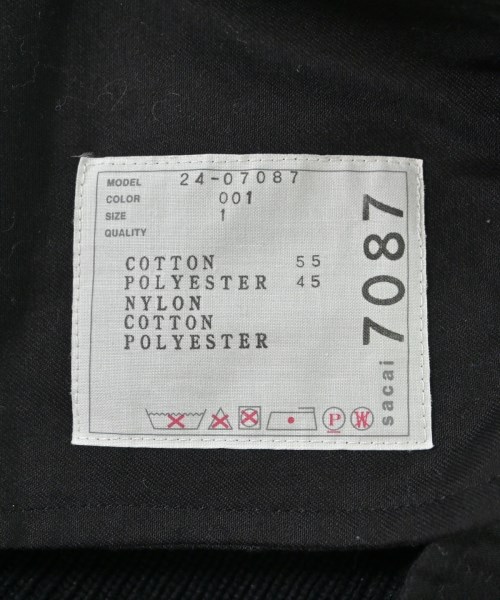 MODEL 24-07087
COLOR 001
SIZE 1
QUALITY
COTTON 55
POLYESTER 45
NYLON
COTTON
POLYESTER
P W
sacai 7087